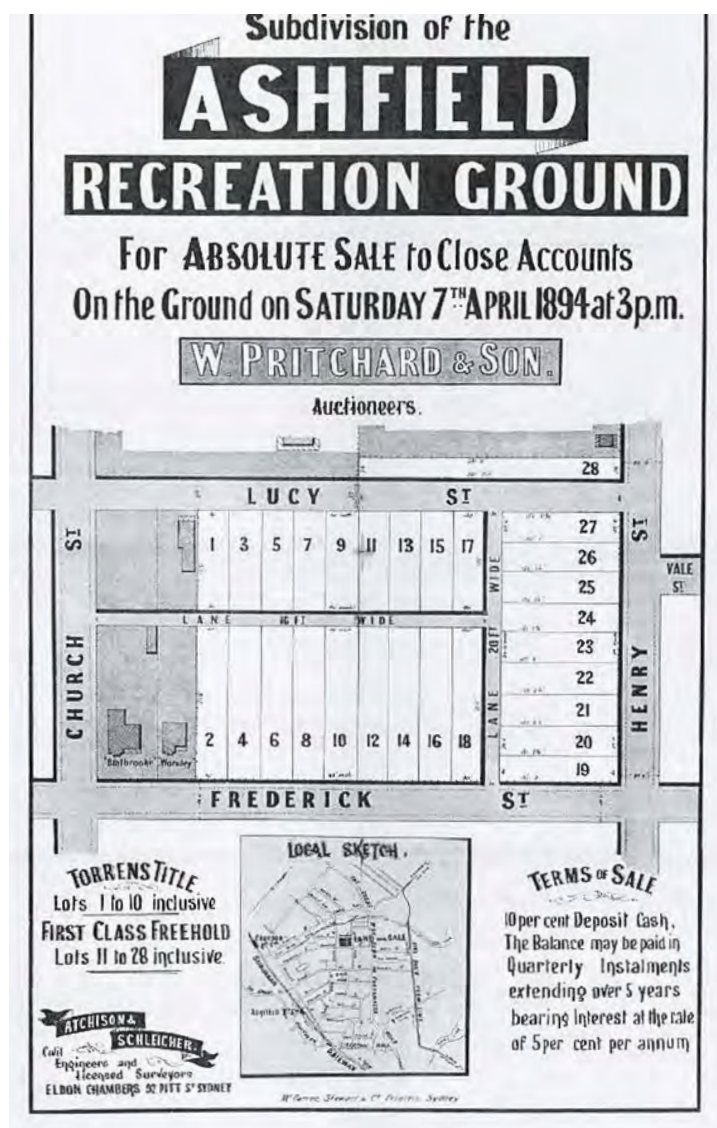 Subdivision of the
ASHFIELD
RECREATION GROUND
For ABSOLUTE SALE to Close Accounts
On the Ground on SATURDAY 7TH APRIL 1894 at 3p.m.
W. PRITCHARD & SON.
Auctioneers.
28
LUCY ST
CHURCH ST
1 3 5 7 9 11 13 15 17
27
26
25
24
23
22
21
20
19
LANE 20FT WIDE
HENRY ST
VALE ST
LANE 16FT WIDE
2 4 6 8 10 12 14 16 18
FREDERICK ST
TORRENS TITLE
Lots 1 to 10 inclusive
FIRST CLASS FREEHOLD
Lots 11 to 28 inclusive
ATCHISON &
SCHLEICHER.
Civil
Engineers and
Licensed Surveyors
ELDON CHAMBERS 92 PITT ST SYDNEY
LOCAL SKETCH.
SALE
RAILWAY
TERMS OF SALE
10 per cent Deposit Cash,
The Balance may be paid in
Quarterly Instalments
extending over 5 years
bearing Interest at the rate
of 5 per cent per annum
Sydney